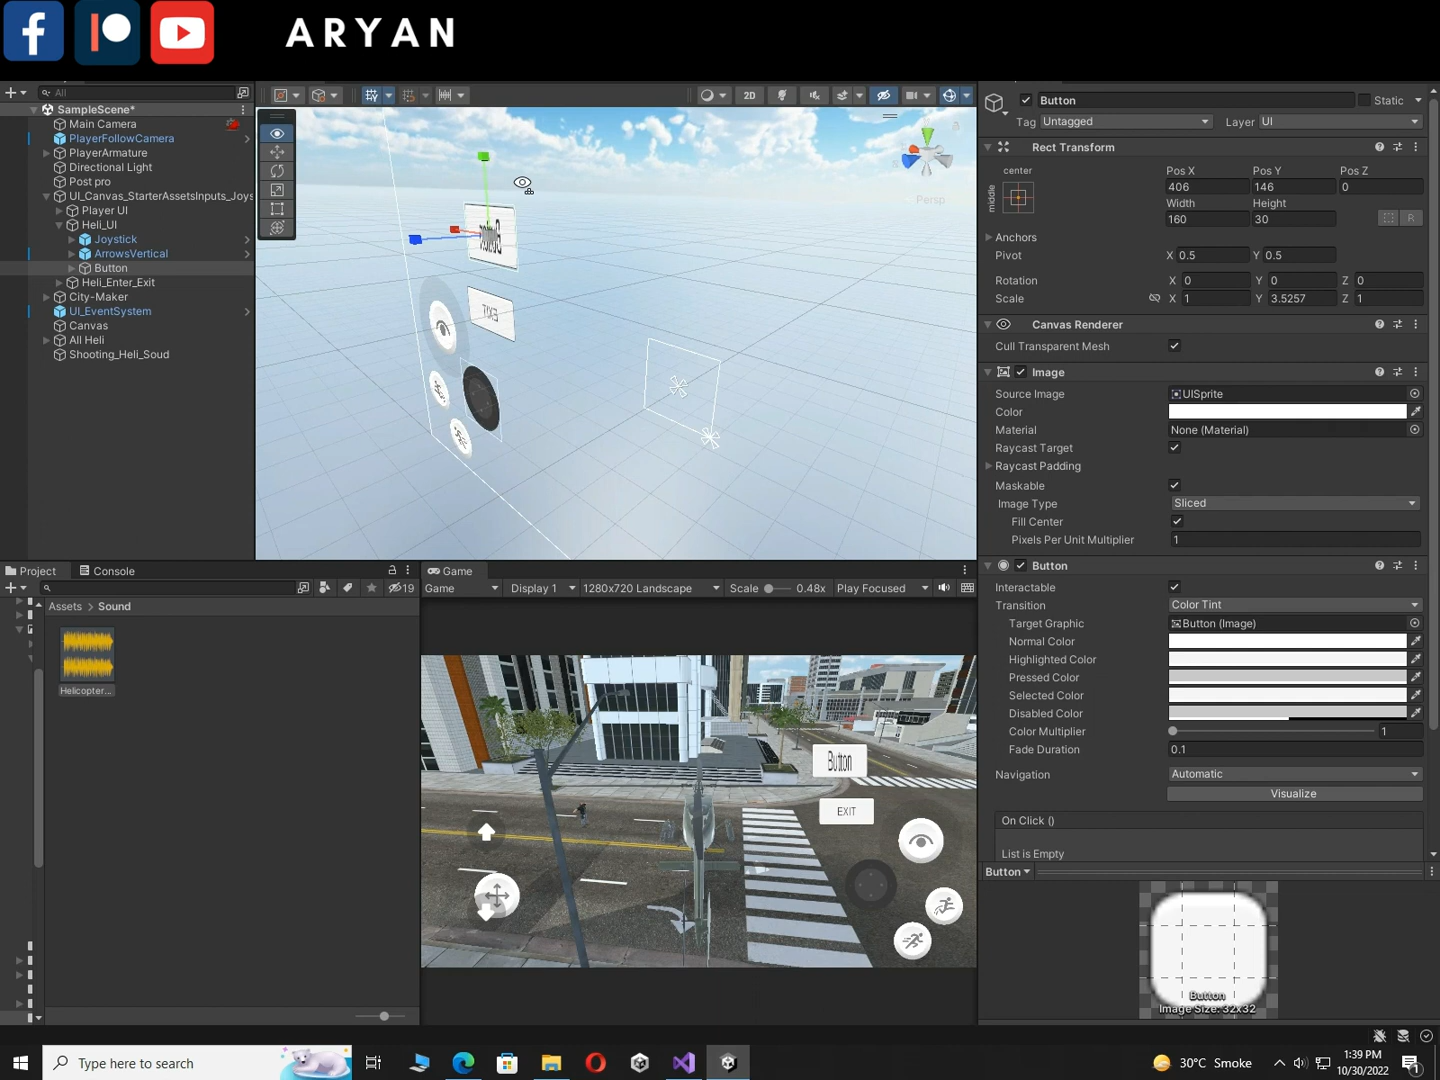 ARYAN
All
SampleScene*
Main Camera
PlayerFollowCamera
PlayerArmature
Directional Light
Post pro
UI_Canvas_StarterAssetsInputs_Joys
Player UI
Heli_UI
Joystick
ArrowsVertical
Button
Heli_Enter_Exit
City-Maker
UI_EventSystem
Canvas
All Heli
Shooting_Heli_Soud
2D
Persp
Button
EXIT
Button
Static
Tag Untagged
Layer UI
Rect Transform
center
middle
Pos X Pos Y Pos Z
406 146 0
Width Height
160 30
R
Anchors
Pivot X 0.5 Y 0.5
Rotation X 0 Y 0 Z 0
Scale X 1 Y 3.5257 Z 1
Canvas Renderer
Cull Transparent Mesh
Image
Source Image UISprite
Color
Material None (Material)
Raycast Target
Raycast Padding
Maskable
Image Type Sliced
Fill Center
Pixels Per Unit Multiplier 1
Button
Interactable
Transition Color Tint
Target Graphic Button (Image)
Normal Color
Highlighted Color
Pressed Color
Selected Color
Disabled Color
Color Multiplier 1
Fade Duration 0.1
Navigation Automatic
Visualize
On Click ()
List is Empty
Button
Button
Image Size: 32x32
Project Console
19
Assets > Sound
Helicopter...
Game
Game Display 1 1280x720 Landscape Scale 0.48x Play Focused
Button
EXIT
Type here to search
30°C Smoke
1:39 PM
10/30/2022
1